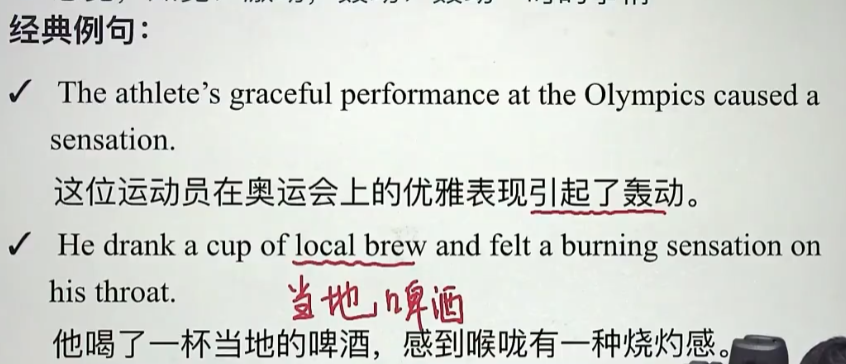 经典例句：
✓ The athlete's graceful performance at the Olympics caused a
sensation.
这位运动员在奥运会上的优雅表现引起了轰动。
✓ He drank a cup of local brew and felt a burning sensation on
his throat.
当地啤酒
他喝了一杯当地的啤酒，感到喉咙有一种烧灼感。